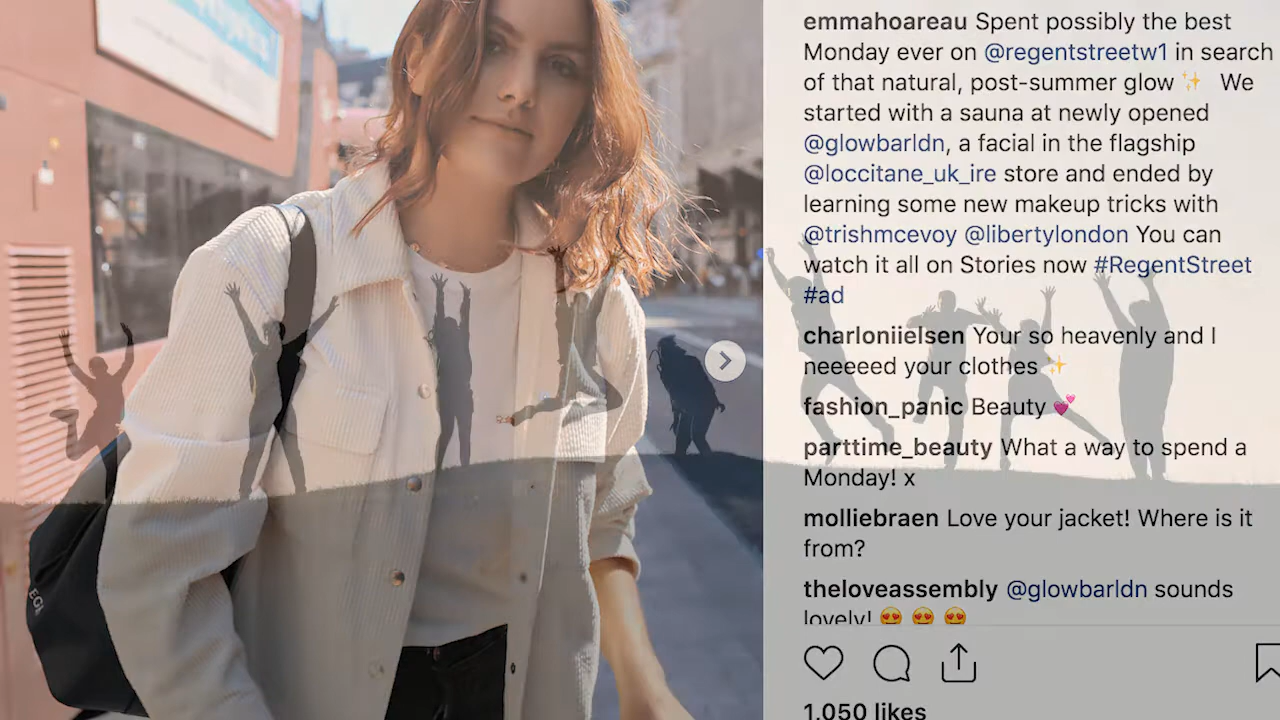 emmahoareau Spent possibly the best
Monday ever on @regentstreetw1 in search
of that natural, post-summer glow ✨ We
started with a sauna at newly opened
@glowbarldn, a facial in the flagship
@loccitane_uk_ire store and ended by
learning some new makeup tricks with
@trishmcevoy @libertylondon You can
watch it all on Stories now #RegentStreet
#ad
charloniielsen Your so heavenly and I
neeeeed your clothes ✨
fashion_panic Beauty 💕
parttime_beauty What a way to spend a
Monday! x
molliebraen Love your jacket! Where is it
from?
theloveassembly @glowbarldn sounds
lovely! 😍 😍 😍
1,050 likes